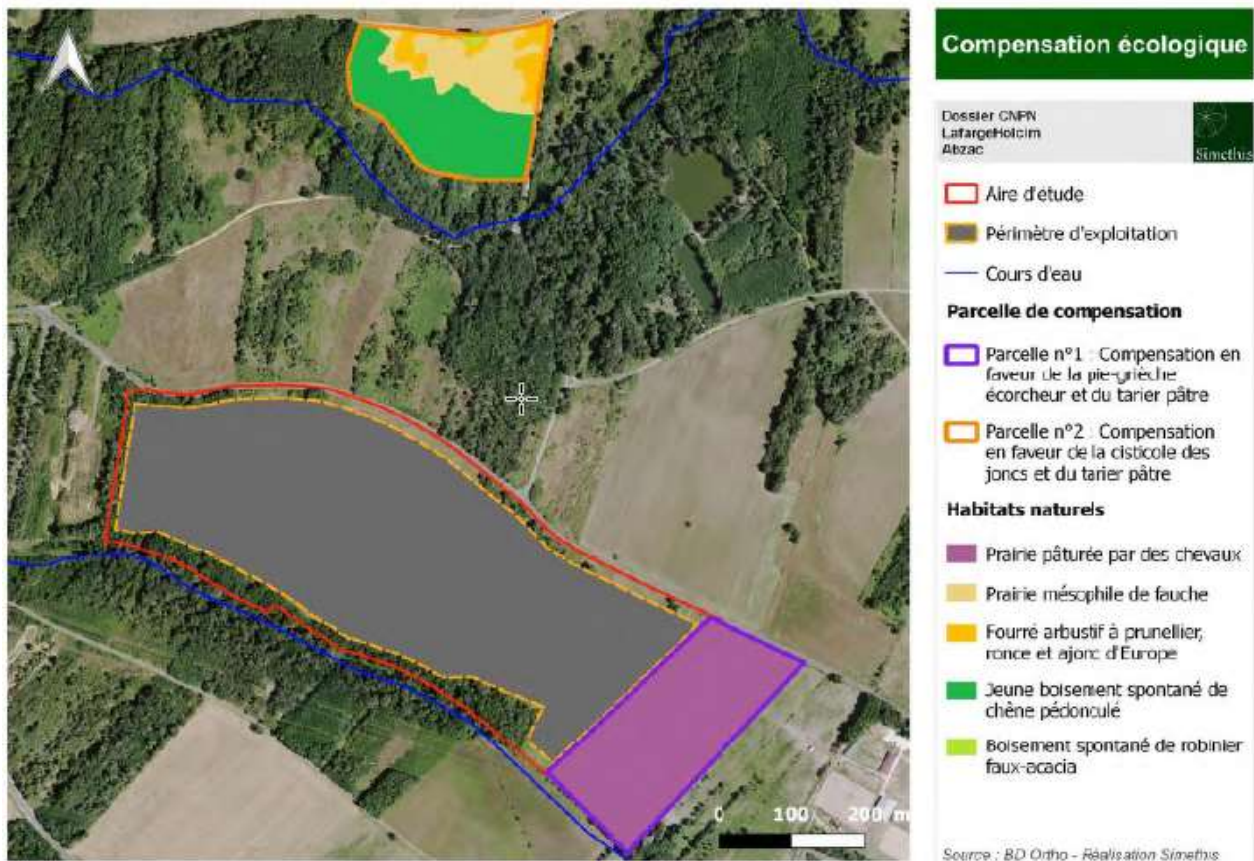 Compensation écologique
Dossier CNPN
LafargeHolcim
Abzac
Simethis
Aire d'étude
Périmètre d'exploitation
Cours d'eau
Parcelle de compensation
Parcelle n°1 : Compensation en
faveur de la pie-grièche
écorcheur et du tarier pâtre
Parcelle n°2 : Compensation
en faveur de la cisticole des
joncs et du tarier pâtre
Habitats naturels
Prairie pâturée par des chevaux
Prairie mésophile de fauche
Fourré arbustif à prunellier,
ronce et ajonc d'Europe
Jeune boisement spontané de
chêne pédonculé
Boisement spontané de robinier
faux-acacia
0 100 200 m
Source : BD Ortho - Réalisation Simethis